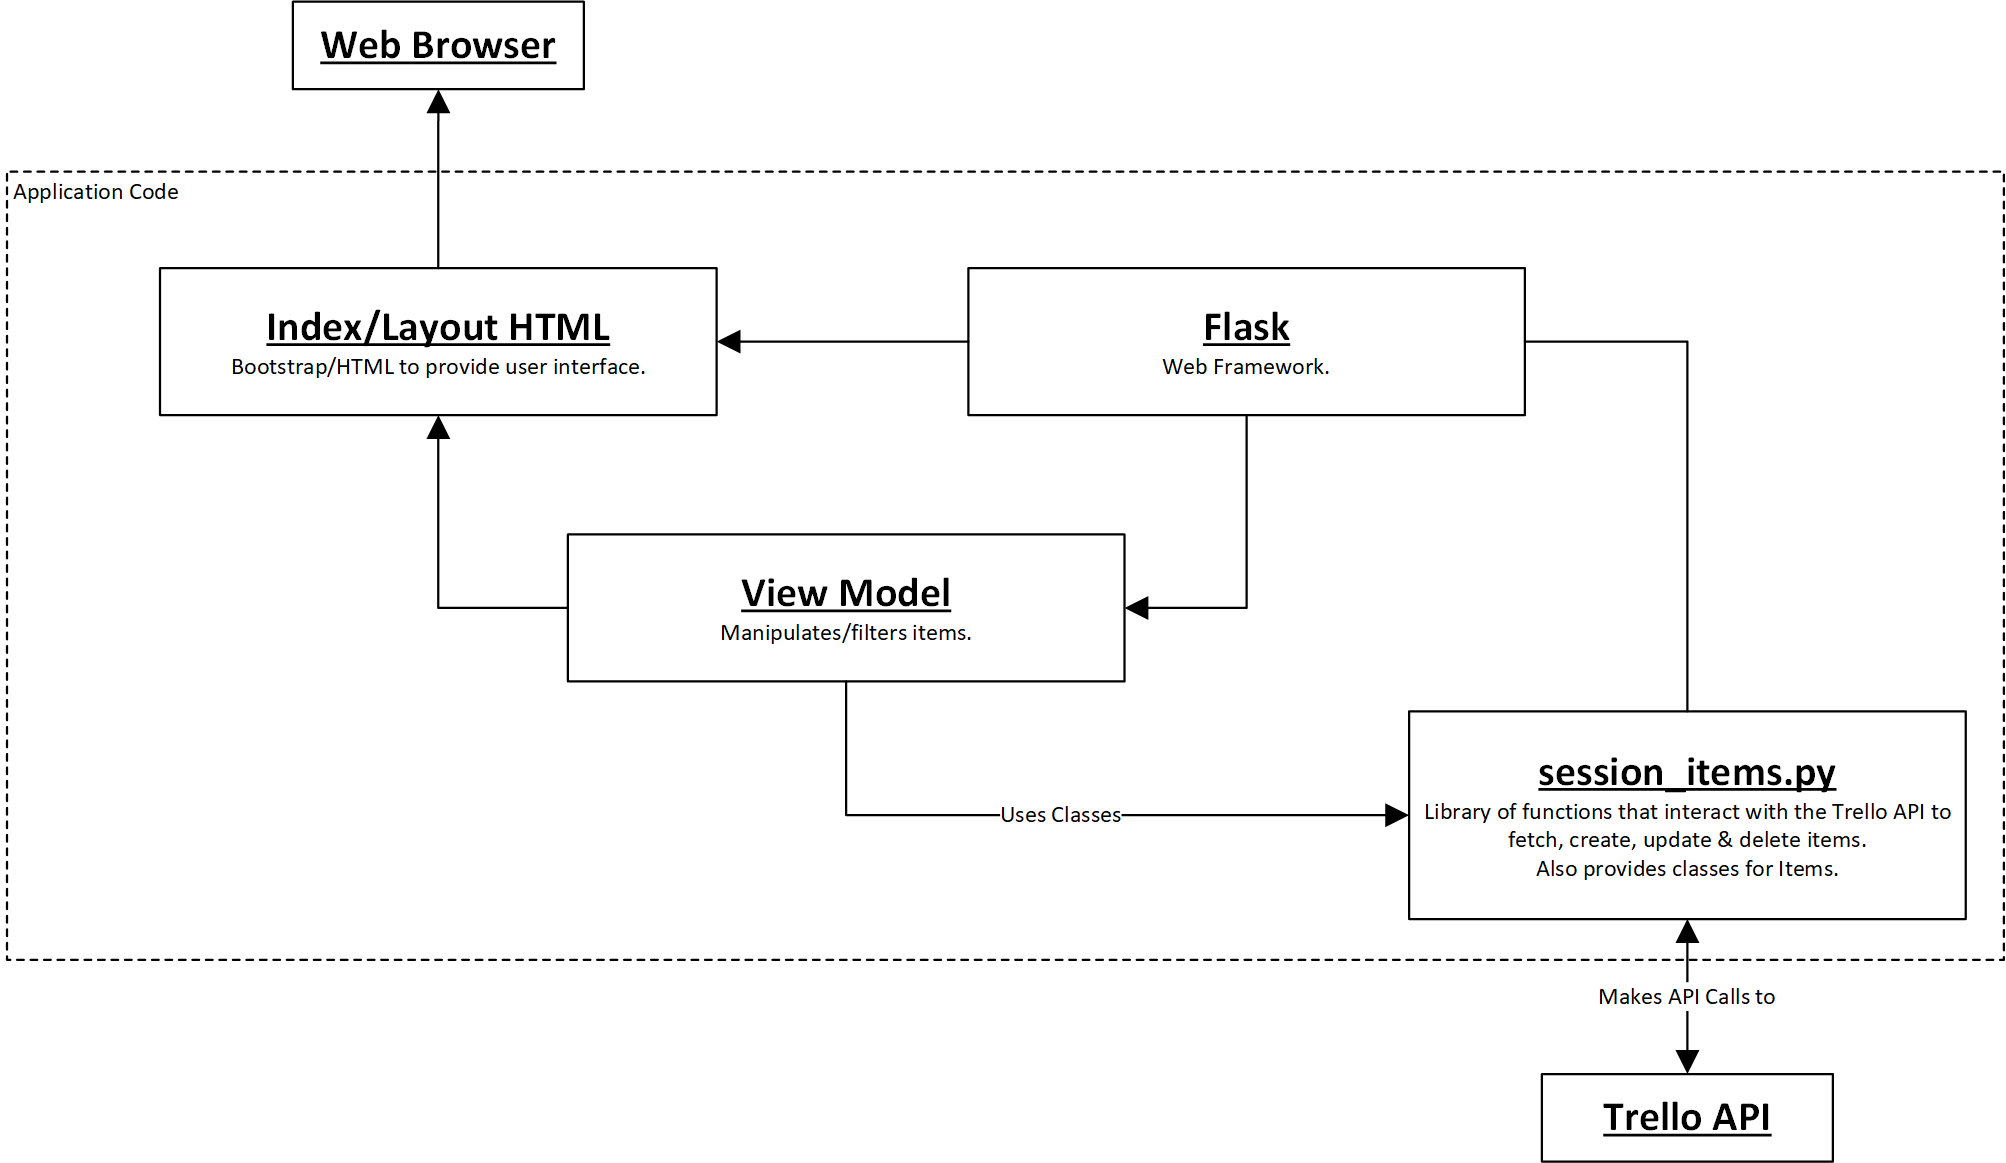 Web Browser
Application Code
Index/Layout HTML
Bootstrap/HTML to provide user interface.
Flask
Web Framework.
View Model
Manipulates/filters items.
Uses Classes
session_items.py
Library of functions that interact with the Trello API to
fetch, create, update & delete items.
Also provides classes for Items.
Makes API Calls to
Trello API